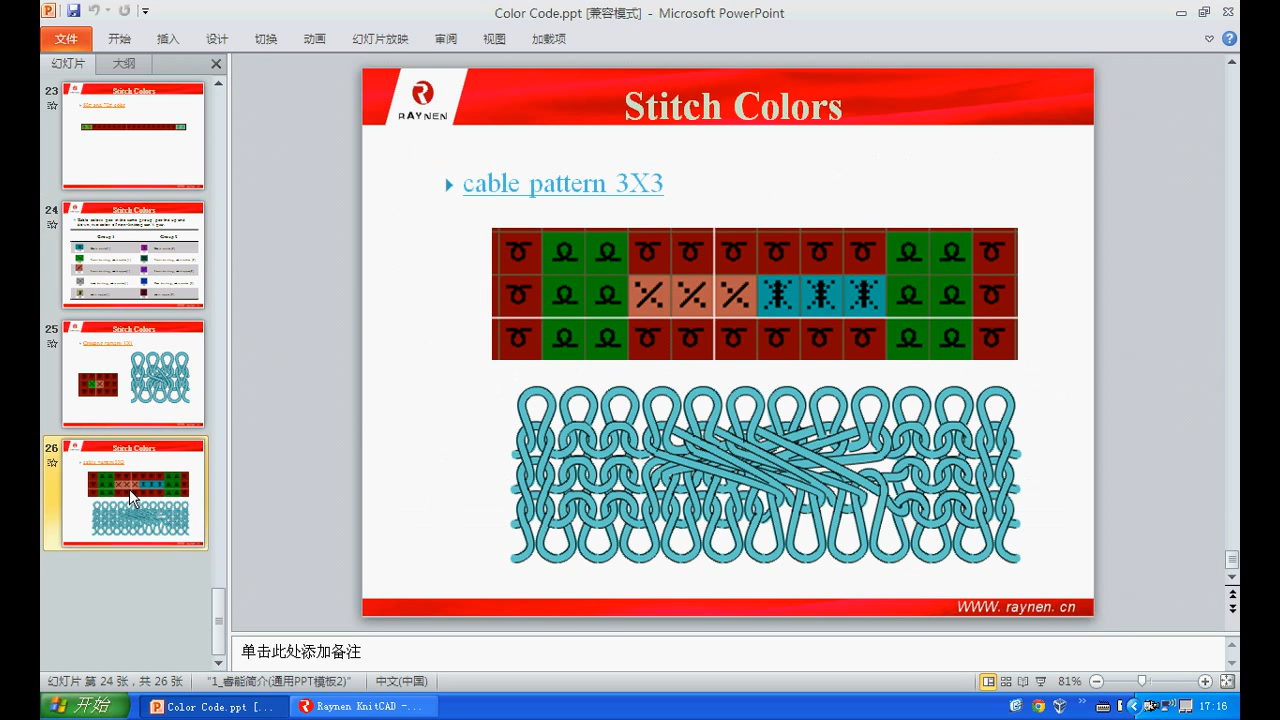 Color Code.ppt [兼容模式] - Microsoft PowerPoint
文件 开始 插入 设计 切换 动画 幻灯片放映 审阅 视图 加载项
幻灯片 大纲
23
Stitch Colors
24
Stitch Colors
25
Stitch Colors
26
Stitch Colors
RAYNEN
Stitch Colors
cable pattern 3X3
WWW. raynen. cn
单击此处添加备注
幻灯片 第 24 张，共 26 张 "1_睿能简介(通用PPT模板2)" 中文(中国) 81%
开始 Color Code.ppt [... Raynen KnitCAD -... 17:16